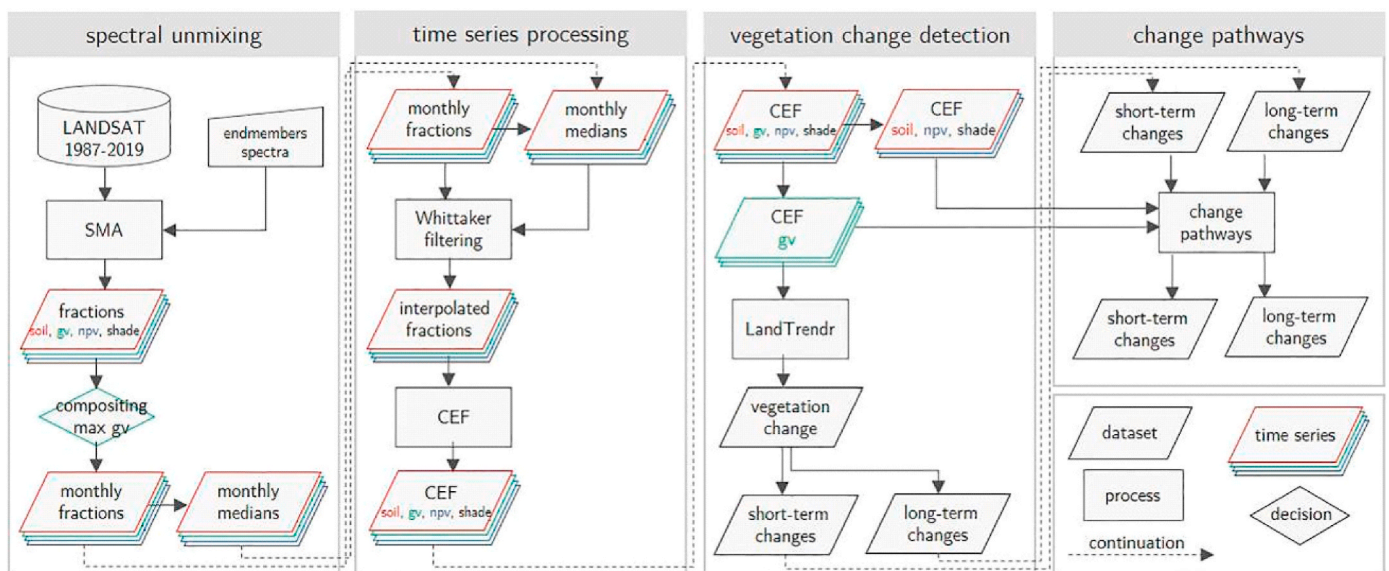 spectral unmixing
LANDSAT
1987-2019
endmembers
spectra
SMA
fractions
soil, gv, npv, shade
compositing
max gv
monthly
fractions
monthly
medians
time series processing
monthly
fractions
monthly
medians
Whittaker
filtering
interpolated
fractions
CEF
CEF
soil, gv, npv, shade
vegetation change detection
CEF
soil, gv, npv, shade
CEF
soil, npv, shade
CEF
gv
LandTrendr
vegetation
change
short-term
changes
long-term
changes
change pathways
short-term
changes
long-term
changes
change
pathways
short-term
changes
long-term
changes
dataset
time series
process
decision
continuation